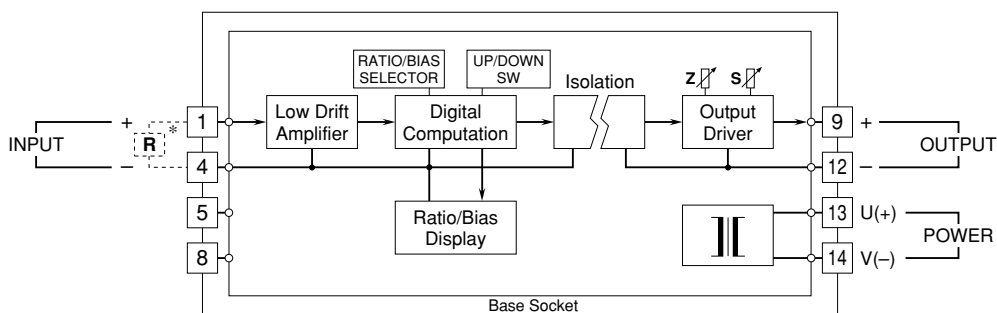 RATIO/BIAS
SELECTOR
UP/DOWN
SW
Isolation
Z
S
INPUT
+
R
*
1
Low Drift
Amplifier
Digital
Computation
Output
Driver
9
+
OUTPUT
–
4
12
–
5
Ratio/Bias
Display
13
U(+)
POWER
8
14
V(–)
Base Socket